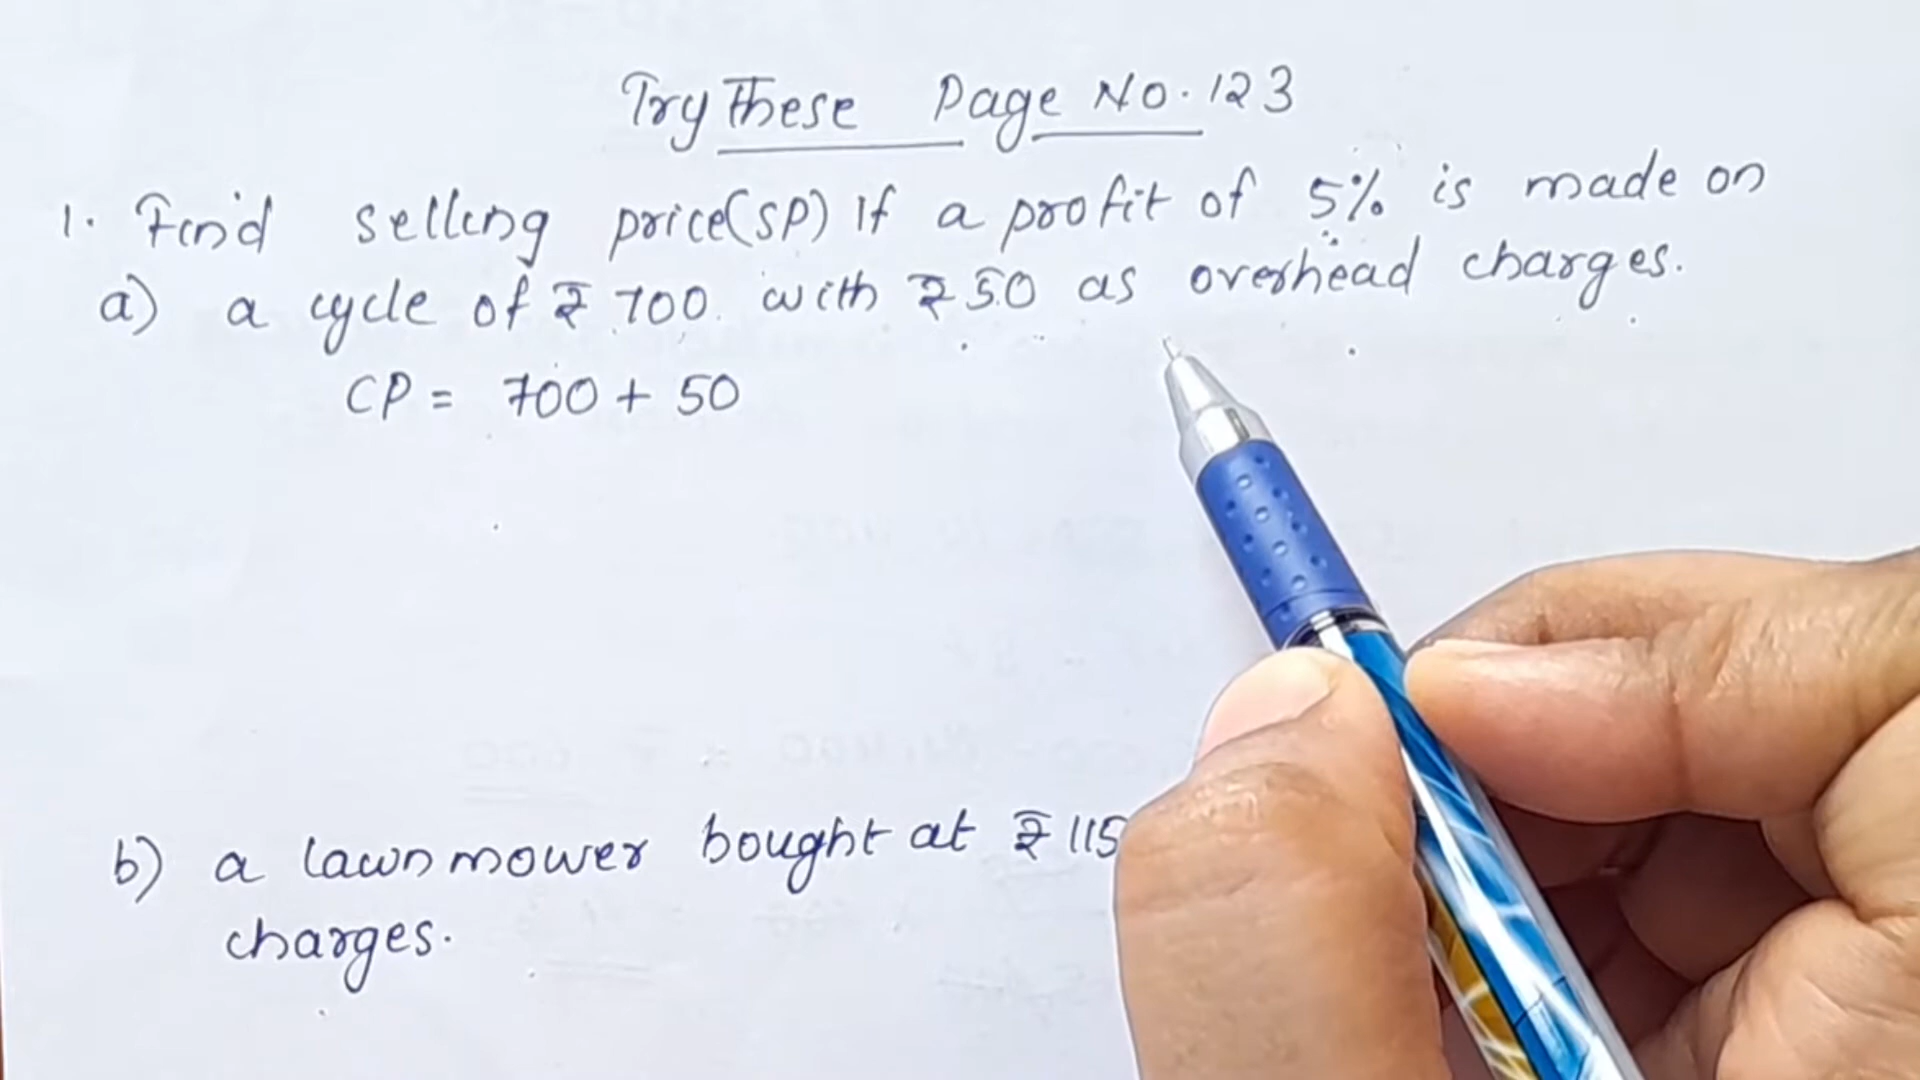 Try These Page No. 123
1. Find selling price(SP) If a profit of 5% is made on
a) a cycle of ₹ 700 with ₹50 as overhead charges.
CP = 700 + 50
b) a lawn mower bought at ₹ 115
charges.